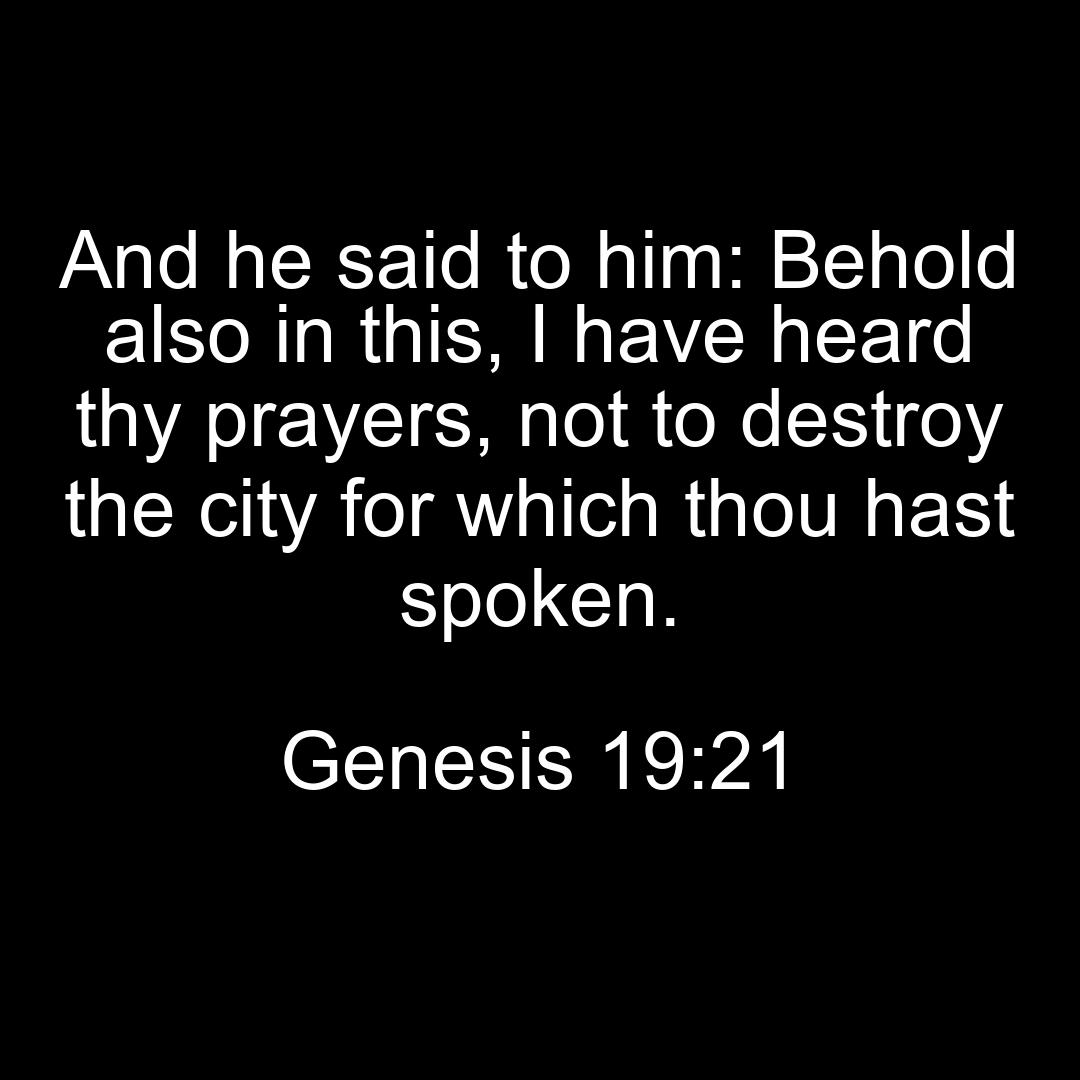 And he said to him: Behold
also in this, I have heard
thy prayers, not to destroy
the city for which thou hast
spoken.
Genesis 19:21